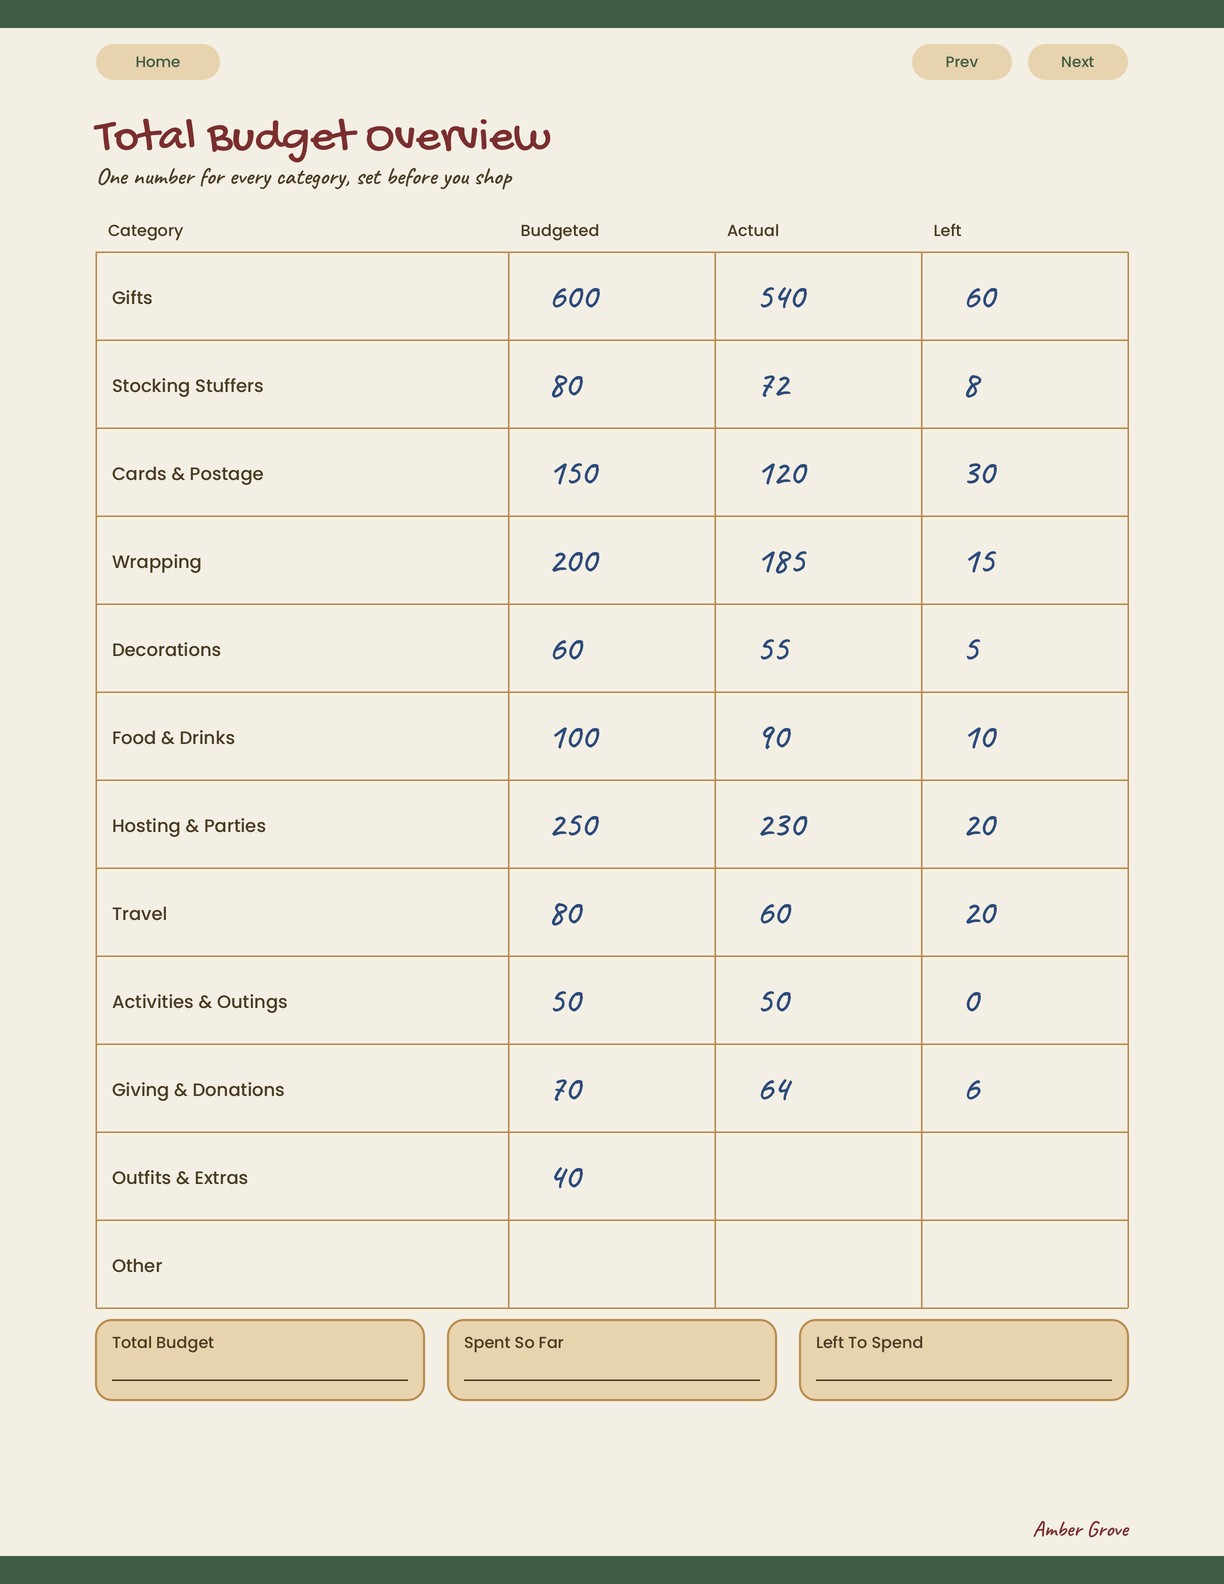 Home Prev Next
Total Budget Overview
One number for every category, set before you shop
Category Budgeted Actual Left
Gifts 600 540 60
Stocking Stuffers 80 72 8
Cards & Postage 150 120 30
Wrapping 200 185 15
Decorations 60 55 5
Food & Drinks 100 90 10
Hosting & Parties 250 230 20
Travel 80 60 20
Activities & Outings 50 50 0
Giving & Donations 70 64 6
Outfits & Extras 40
Other
Total Budget Spent So Far Left To Spend
Amber Grove